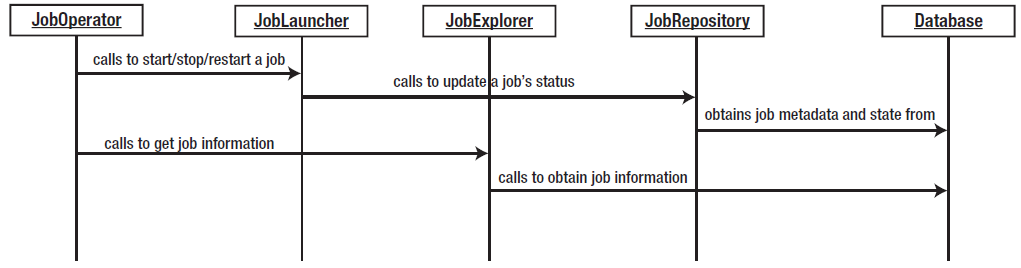 JobOperator
JobLauncher
JobExplorer
JobRepository
Database
calls to start/stop/restart a job
calls to update a job's status
obtains job metadata and state from
calls to get job information
calls to obtain job information